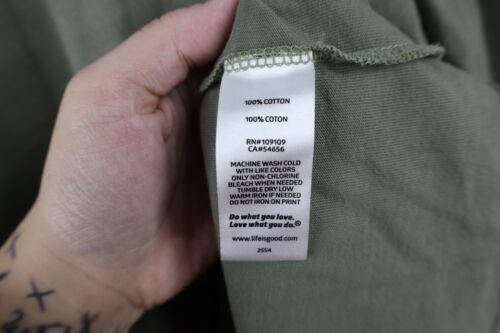 100% COTTON
100% COTON
RN#109109
CA#54656
MACHINE WASH COLD
WITH LIKE COLORS
ONLY NON-CHLORINE
BLEACH WHEN NEEDED
TUMBLE DRY LOW
WARM IRON IF NEEDED
DO NOT IRON ON PRINT
Do what you love.
Love what you do.®
www.lifeisgood.com
2554